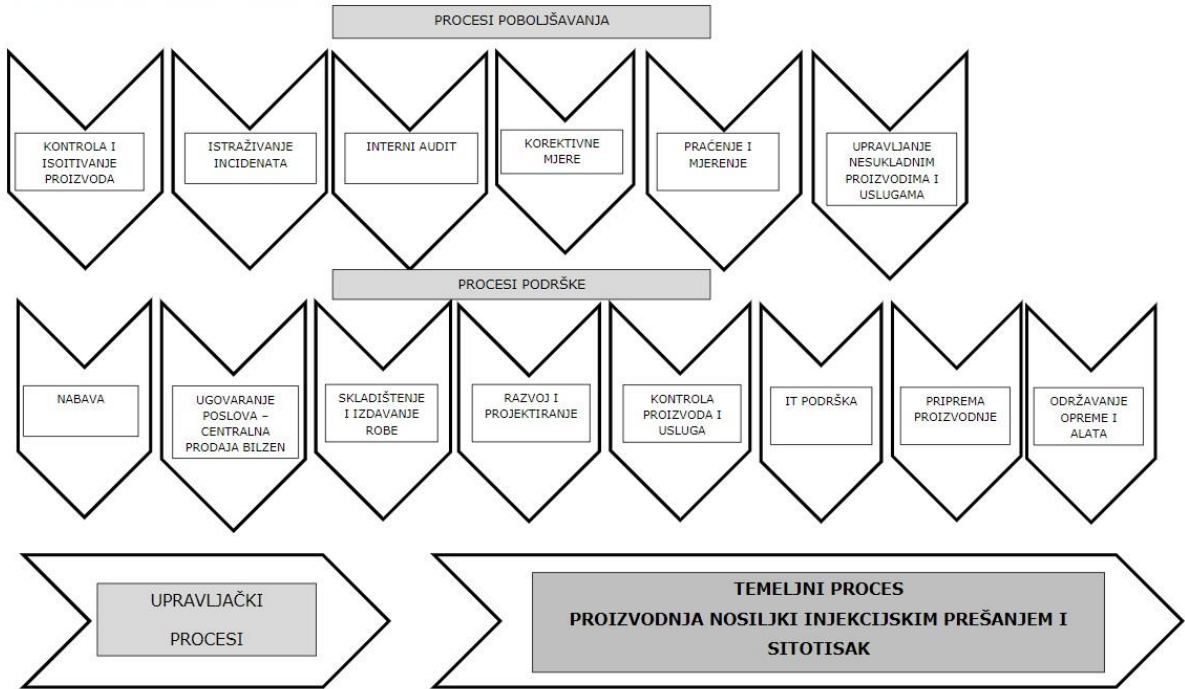 PROCESI POBOLJŠAVANJA
KONTROLA I
ISOITIVANJE
PROIZVODA
ISTRAŽIVANJE
INCIDENATA
INTERNI AUDIT
KOREKTIVNE
MJERE
PRAĆENJE I
MJERENJE
UPRAVLJANJE
NESUKLADNIM
PROIZVODIMA I
USLUGAMA
PROCESI PODRŠKE
NABAVA
UGOVARANJE
POSLOVA –
CENTRALNA
PRODAJA BILZEN
SKLADIŠTENJE
I IZDAVANJE
ROBE
RAZVOJ I
PROJEKTIRANJE
KONTROLA
PROIZVODA I
USLUGA
IT PODRŠKA
PRIPREMA
PROIZVODNJE
ODRŽAVANJE
OPREME I
ALATA
UPRAVLJAČKI
PROCESI
TEMELJNI PROCES
PROIZVODNJA NOSILJKI INJEKCIJSKIM PREŠANJEM I
SITOTISAK